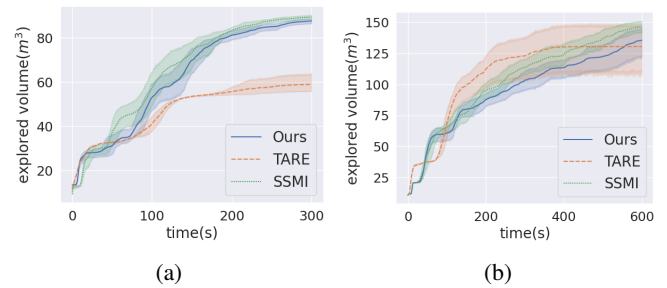 explored volume(m³)
80
60
40
20
Ours
TARE
SSMI
0
100
200
300
time(s)
(a)
explored volume(m³)
150
125
100
75
50
25
Ours
TARE
SSMI
0
200
400
600
time(s)
(b)